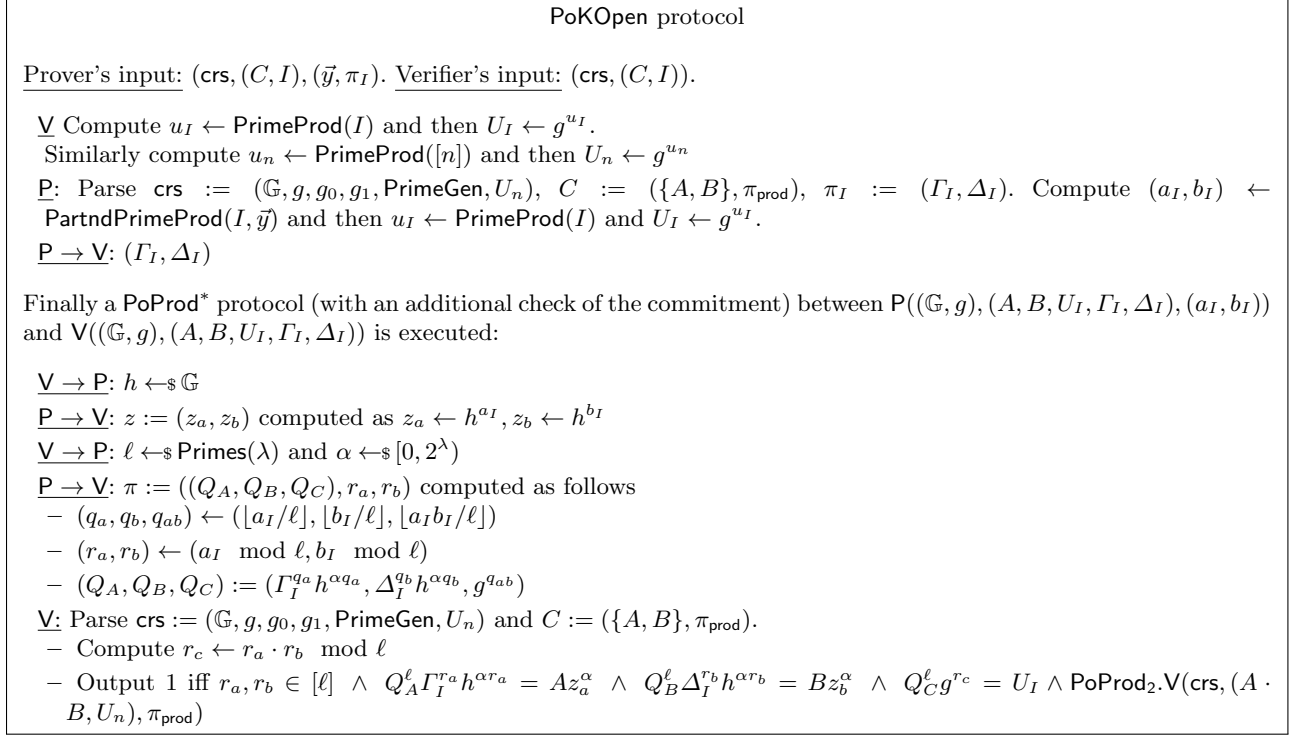 PoKOpen protocol
Prover's input: (crs, (C, I), (y⃗, π_I). Verifier's input: (crs, (C, I)).
V Compute u_I ← PrimeProd(I) and then U_I ← g^{u_I}.
Similarly compute u_n ← PrimeProd([n]) and then U_n ← g^{u_n}
P: Parse crs := (𝔾, g, g_0, g_1, PrimeGen, U_n), C := ({A, B}, π_prod), π_I := (Γ_I, Δ_I). Compute (a_I, b_I) ←
PartndPrimeProd(I, y⃗) and then u_I ← PrimeProd(I) and U_I ← g^{u_I}.
P → V: (Γ_I, Δ_I)
Finally a PoProd* protocol (with an additional check of the commitment) between P((𝔾, g), (A, B, U_I, Γ_I, Δ_I), (a_I, b_I))
and V((𝔾, g), (A, B, U_I, Γ_I, Δ_I)) is executed:
V → P: h ←$ 𝔾
P → V: z := (z_a, z_b) computed as z_a ← h^{a_I}, z_b ← h^{b_I}
V → P: ℓ ←$ Primes(λ) and α ←$ [0, 2^λ)
P → V: π := ((Q_A, Q_B, Q_C), r_a, r_b) computed as follows
– (q_a, q_b, q_{ab}) ← (⌊a_I/ℓ⌋, ⌊b_I/ℓ⌋, ⌊a_I b_I/ℓ⌋)
– (r_a, r_b) ← (a_I mod ℓ, b_I mod ℓ)
– (Q_A, Q_B, Q_C) := (Γ_I^{q_a} h^{αq_a}, Δ_I^{q_b} h^{αq_b}, g^{q_{ab}})
V: Parse crs := (𝔾, g, g_0, g_1, PrimeGen, U_n) and C := ({A, B}, π_prod).
– Compute r_c ← r_a · r_b mod ℓ
– Output 1 iff r_a, r_b ∈ [ℓ] ∧ Q_A^ℓ Γ_I^{r_a} h^{αr_a} = Az_a^α ∧ Q_B^ℓ Δ_I^{r_b} h^{αr_b} = Bz_b^α ∧ Q_C^ℓ g^{r_c} = U_I ∧ PoProd_2.V(crs, (A ·
B, U_n), π_prod)